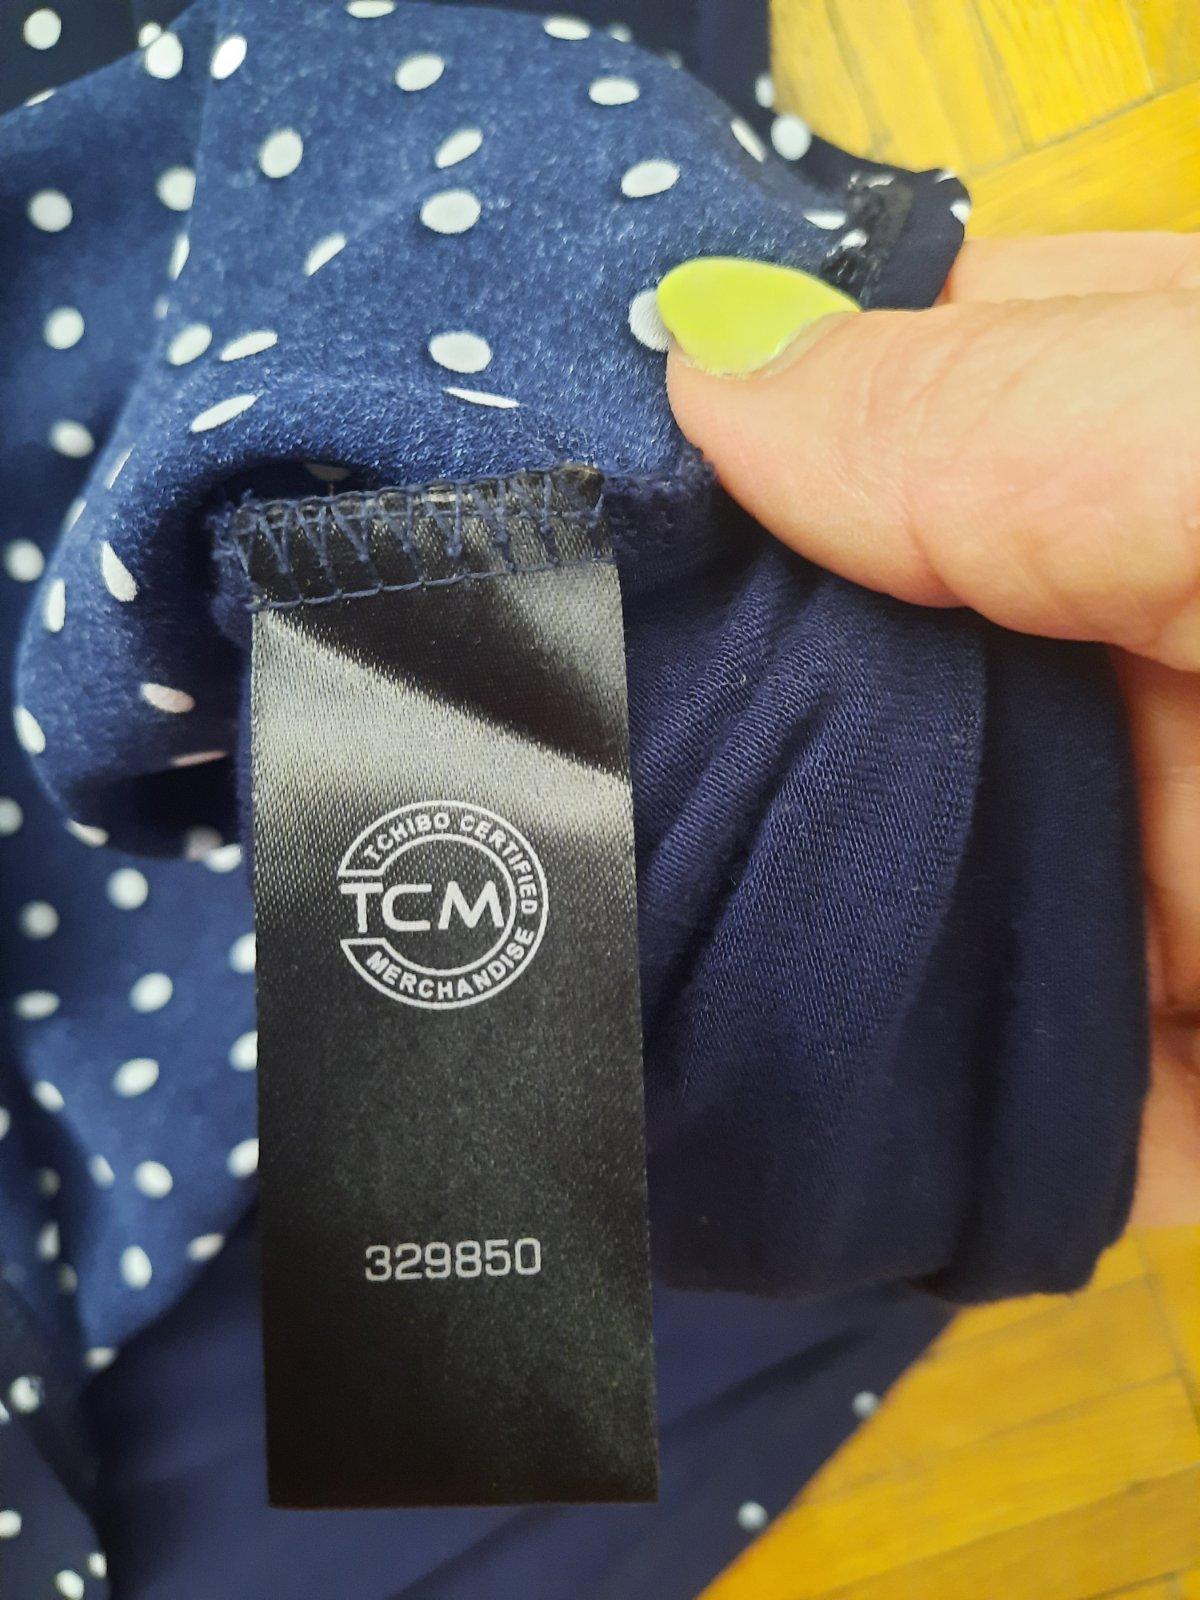 TCHIBO CERTIFIED
TCM
MERCHANDISE
329850